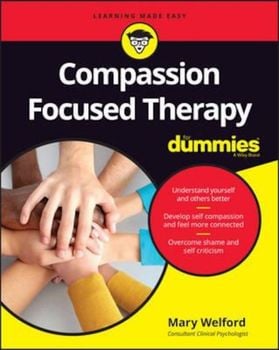 LEARNING MADE EASY
Compassion
Focused Therapy
for
dummies
A Wiley Brand
Understand yourself
and others better
Develop self compassion
and feel more connected
Overcome shame and
self criticism
Mary Welford
Consultant Clinical Psychologist